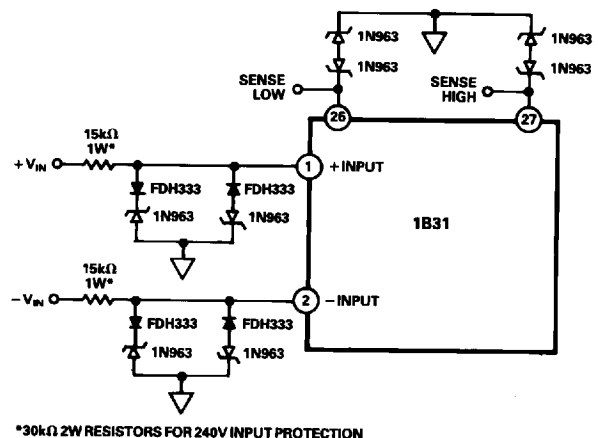 1N963
1N963
1N963
1N963
SENSE
LOW
SENSE
HIGH
26
27
15kΩ
1W*
+VIN
1
+INPUT
FDH333
FDH333
1N963
1N963
1B31
15kΩ
1W*
−VIN
2
−INPUT
FDH333
FDH333
1N963
1N963
*30kΩ 2W RESISTORS FOR 240V INPUT PROTECTION